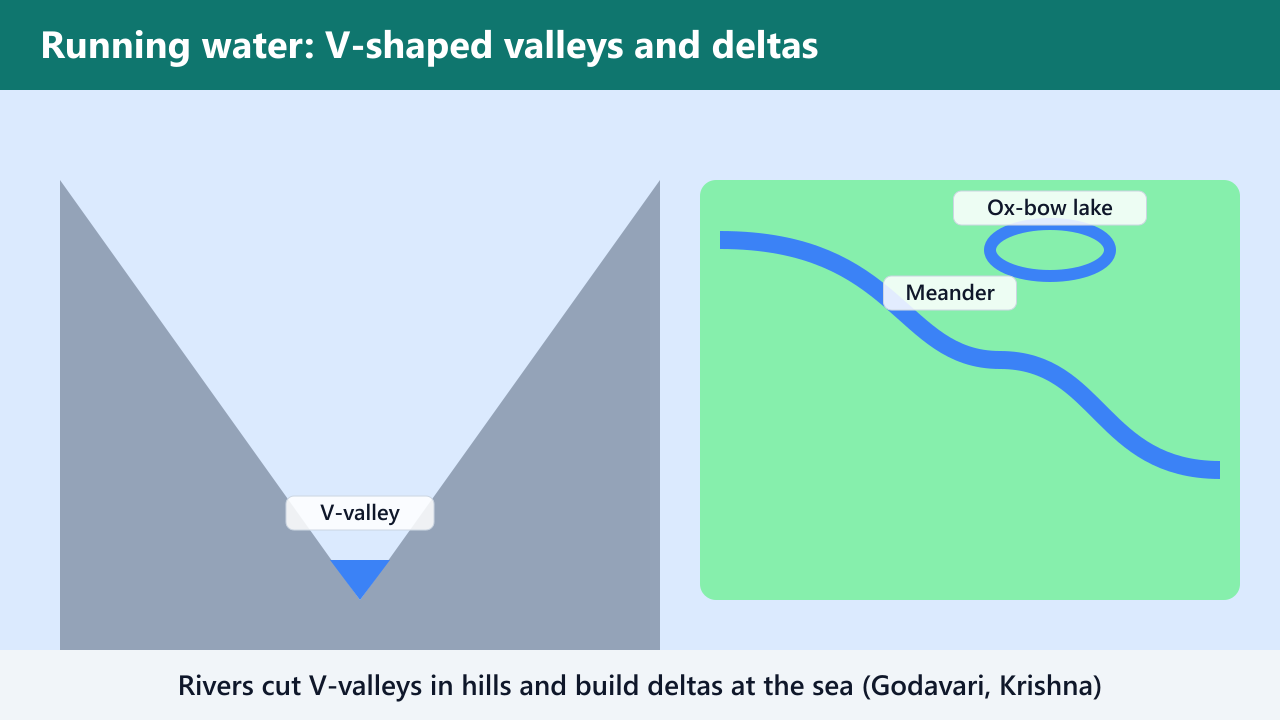 Running water: V-shaped valleys and deltas
Ox-bow lake
Meander
V-valley
Rivers cut V-valleys in hills and build deltas at the sea (Godavari, Krishna)